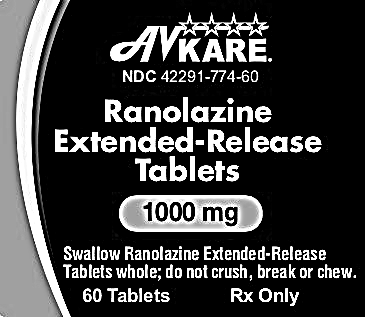 AVKARE.
NDC 42291-774-60
Ranolazine
Extended-Release
Tablets
1000 mg
Swallow Ranolazine Extended-Release
Tablets whole; do not crush, break or chew.
60 Tablets Rx Only